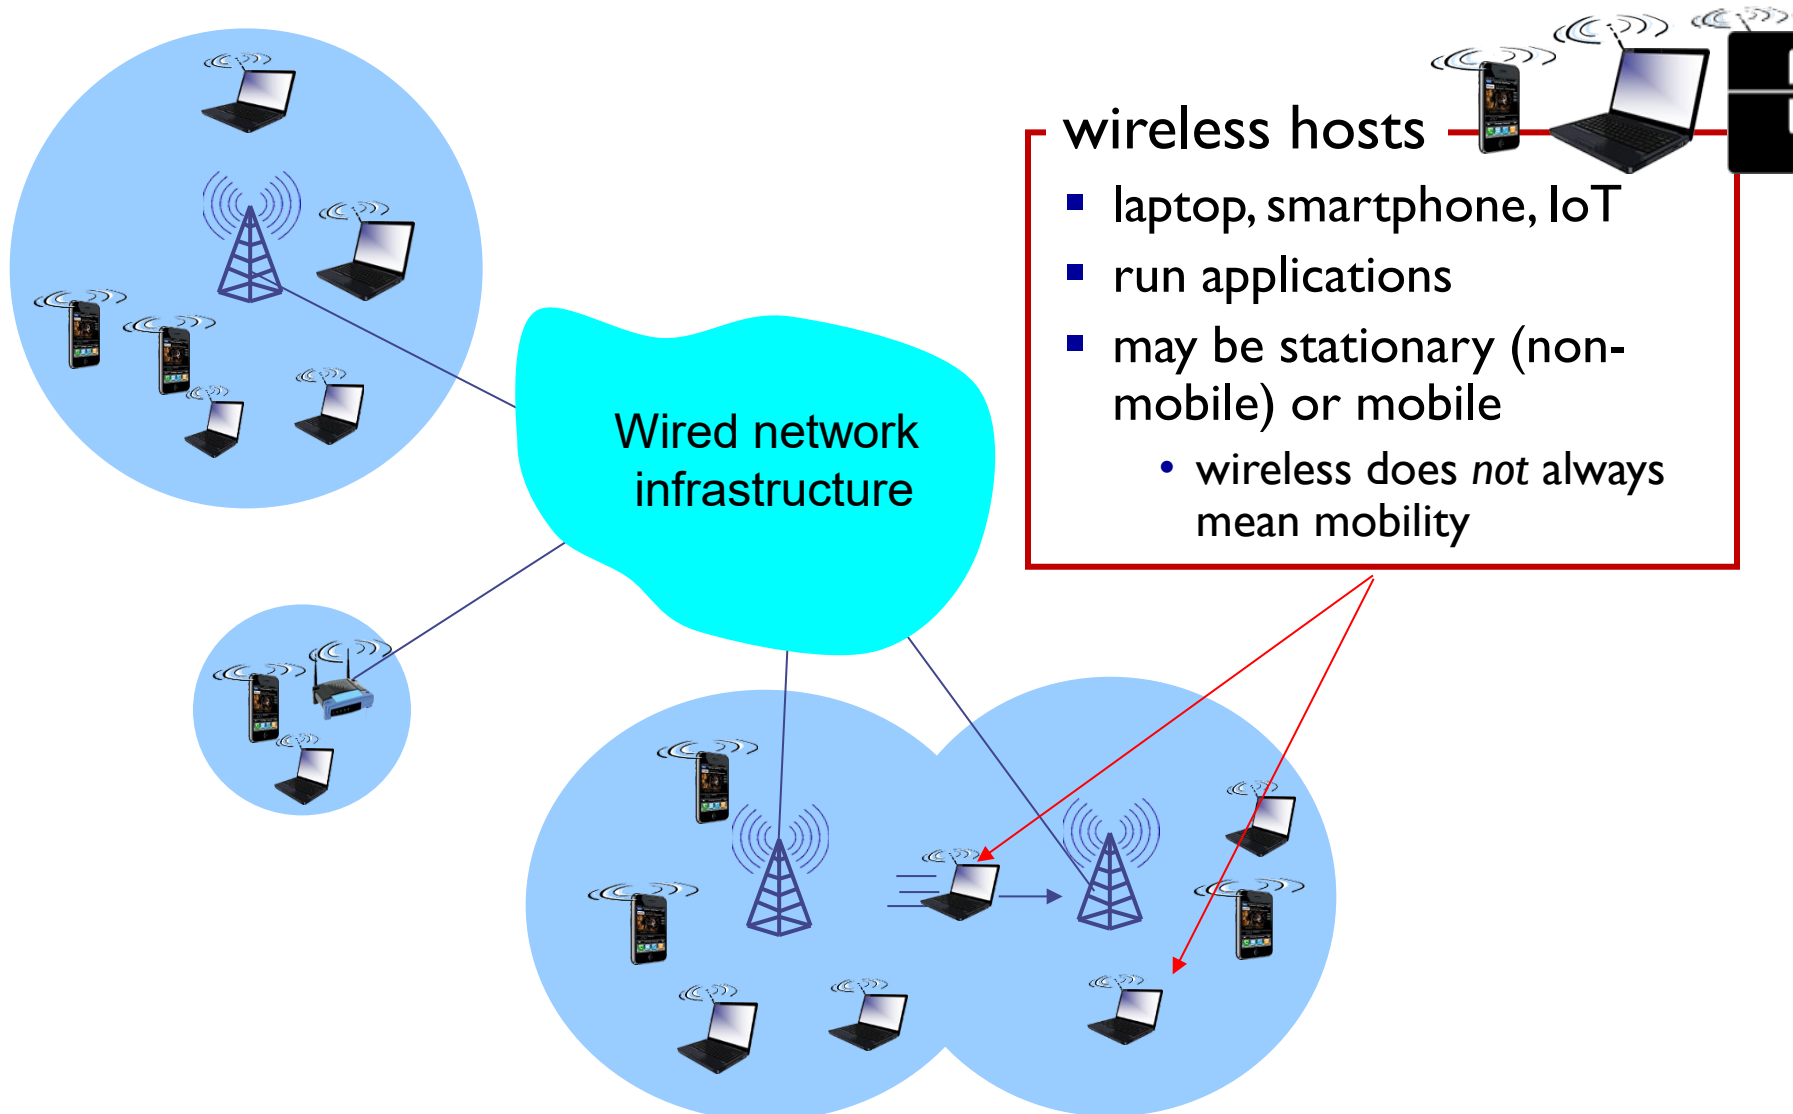 wireless hosts
laptop, smartphone, IoT
run applications
may be stationary (non-
mobile) or mobile
wireless does not always
mean mobility
Wired network
infrastructure